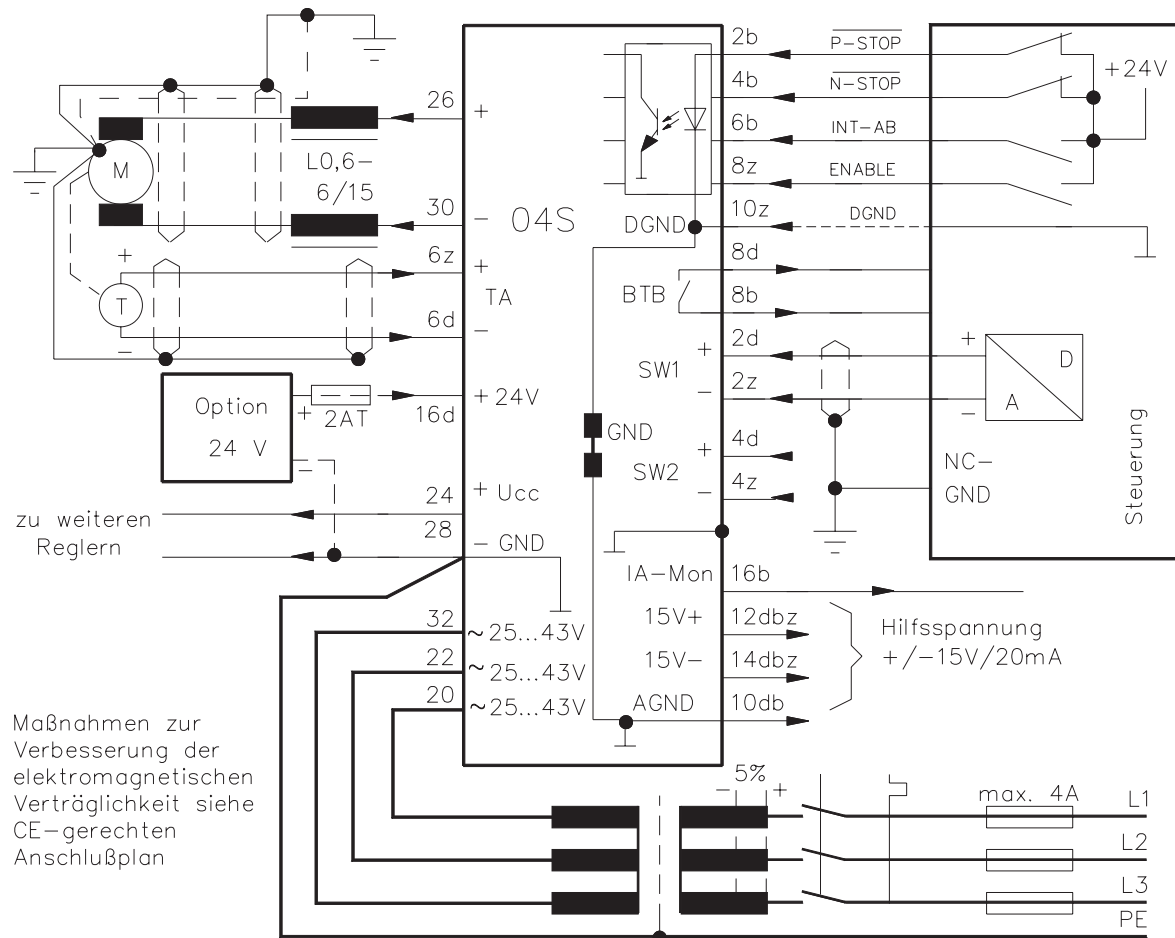 26
+
M
L0,6-
6/15
30
-
04S
+
6z
+
T
TA
6d
-
-
Option
24 V
+
2AT
-
16d
+24V
24
+ Ucc
28
- GND
zu weiteren
Reglern
32
~25...43V
22
~25...43V
20
~25...43V
Maßnahmen zur
Verbesserung der
elektromagnetischen
Verträglichkeit siehe
CE-gerechten
Anschlußplan
2b
P-STOP
4b
N-STOP
6b
INT-AB
8z
ENABLE
DGND
10z
DGND
+24V
8d
BTB
8b
2d
+
SW1
2z
-
+
D
A
-
GND
+
4d
SW2
-
4z
NC-
GND
Steuerung
IA-Mon
16b
15V+
12dbz
15V-
14dbz
AGND
10db
Hilfsspannung
+/-15V/20mA
5%
-
+
max. 4A
L1
L2
L3
PE